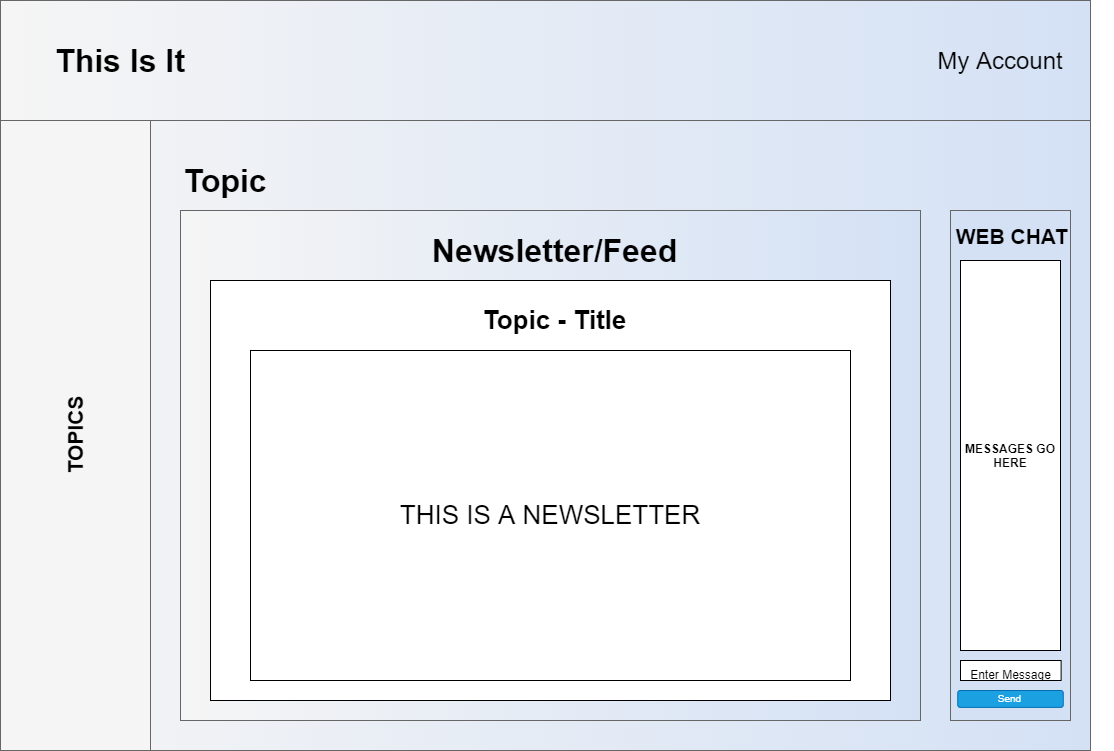 This Is It
My Account
TOPICS
Topic
Newsletter/Feed
Topic - Title
THIS IS A NEWSLETTER
WEB CHAT
MESSAGES GO
HERE
Enter Message
Send